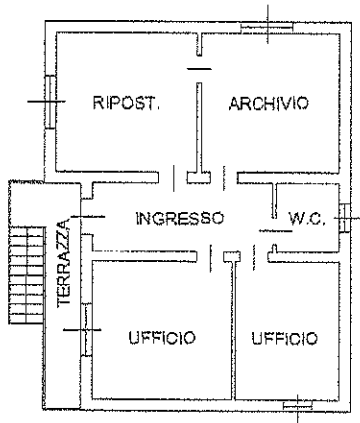 RIPOST.
ARCHIVIO
INGRESSO
W.C.
TERRAZZA
UFFICIO
UFFICIO